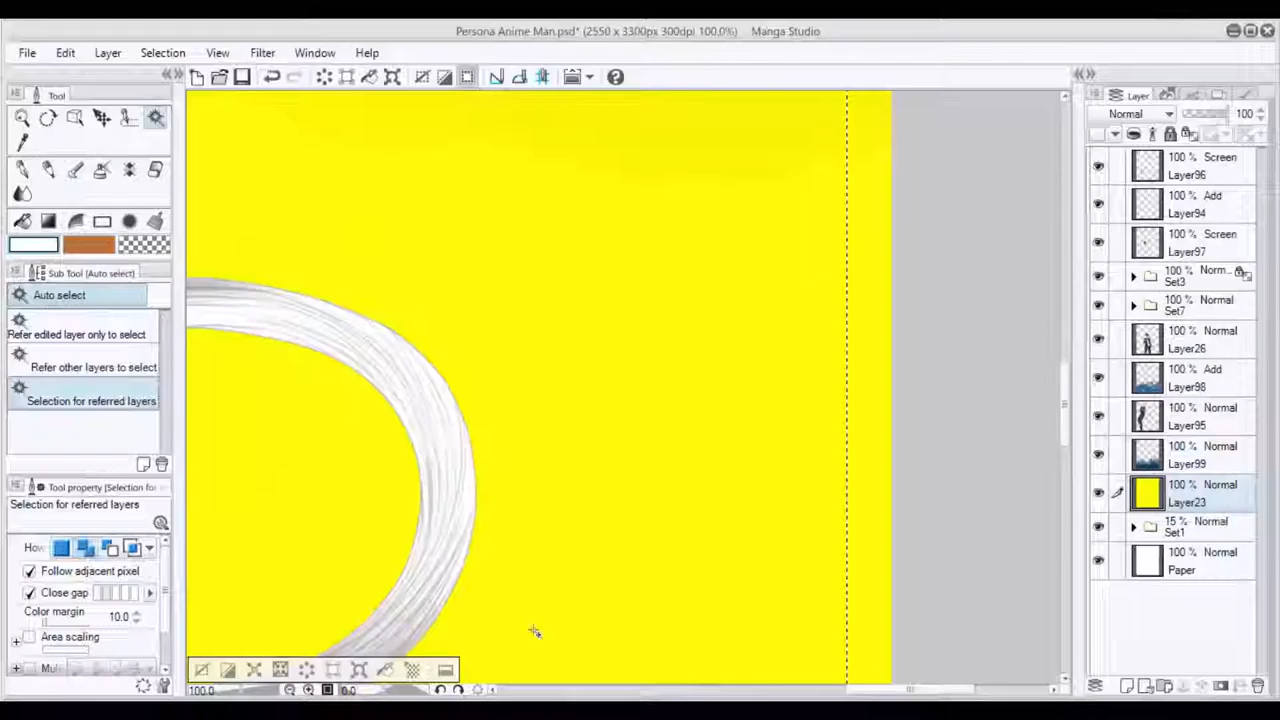 Persona Anime Man.psd* (2550 x 3300px 300dpi 100.0%) - Manga Studio
File Edit Layer Selection View Filter Window Help
Tool
Sub Tool (Auto select)
Auto select
Refer edited layer only to select
Refer other layers to select
Selection for referred layers
Tool property [Selection for
Selection for referred layers
How
Follow adjacent pixel
Close gap
Color margin 10.0
Area scaling
Mul
100.0 0.0
Layer
Normal 100
100 % Screen
Layer96
100 % Add
Layer94
100 % Screen
Layer97
100 % Norm...
Set3
100 % Normal
Set7
100 % Normal
Layer26
100 % Add
Layer98
100 % Normal
Layer95
100 % Normal
Layer99
100 % Normal
Layer23
15 % Normal
Set1
100 % Normal
Paper